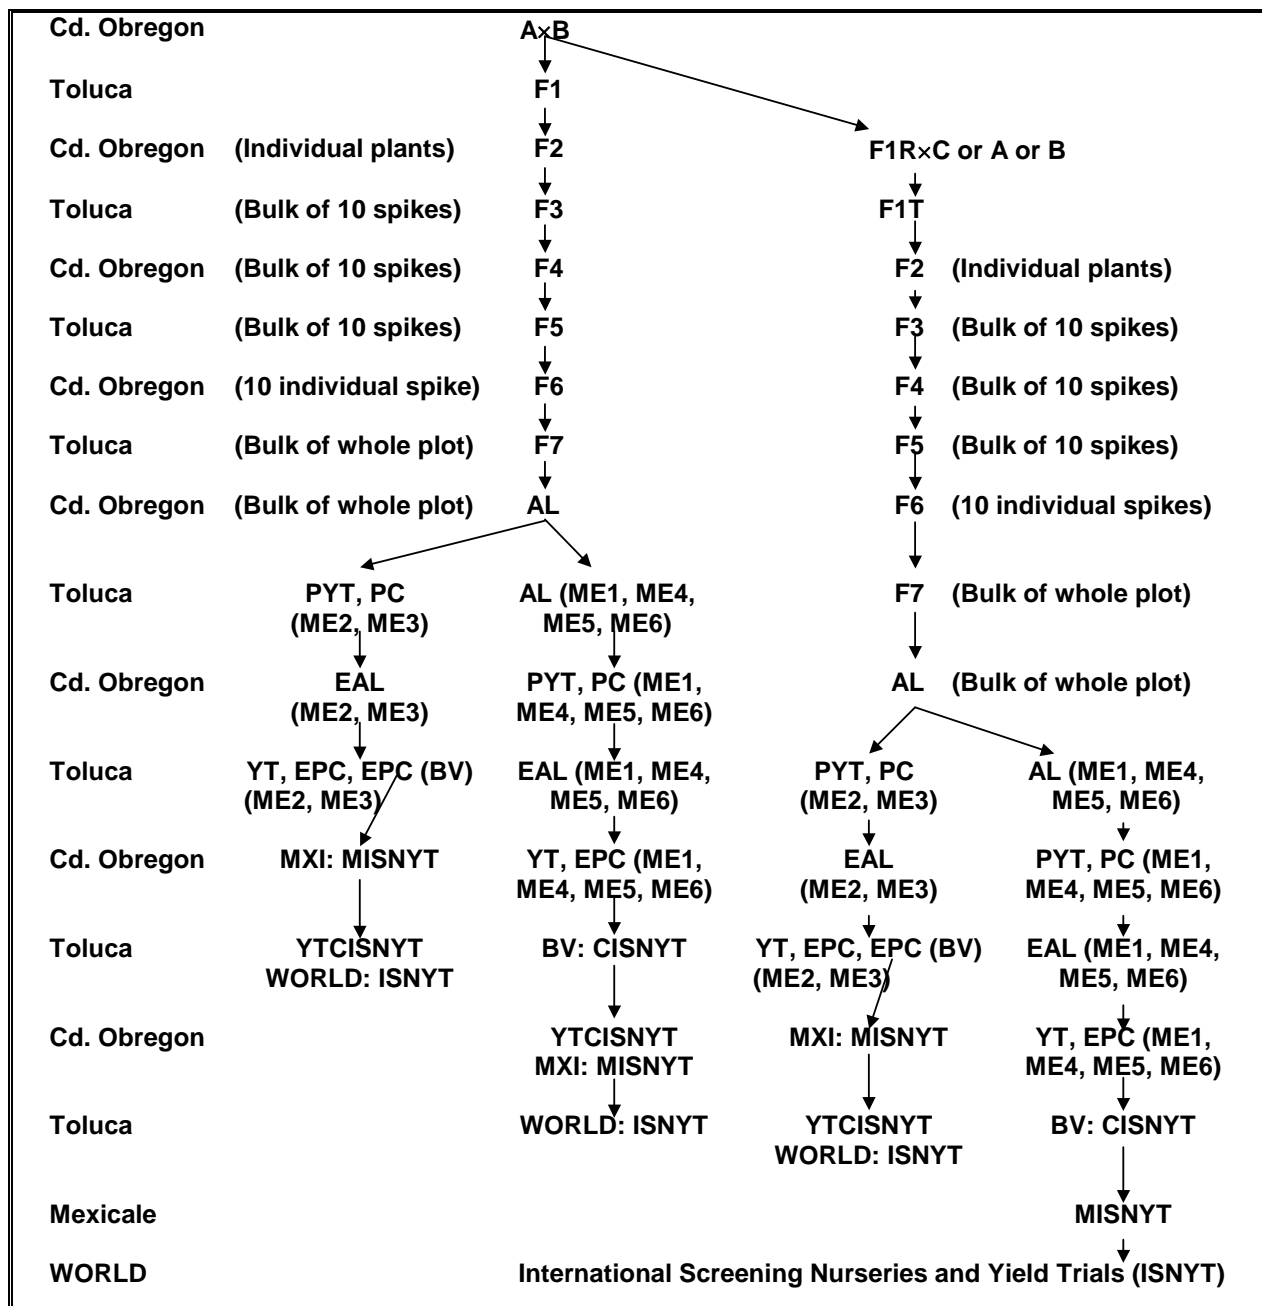 Cd. Obregon A×B
Toluca F1
Cd. Obregon (Individual plants) F2 F1R×C or A or B
Toluca (Bulk of 10 spikes) F3 F1T
Cd. Obregon (Bulk of 10 spikes) F4 F2 (Individual plants)
Toluca (Bulk of 10 spikes) F5 F3 (Bulk of 10 spikes)
Cd. Obregon (10 individual spike) F6 F4 (Bulk of 10 spikes)
Toluca (Bulk of whole plot) F7 F5 (Bulk of 10 spikes)
Cd. Obregon (Bulk of whole plot) AL F6 (10 individual spikes)
Toluca PYT, PC AL (ME1, ME4, F7 (Bulk of whole plot)
(ME2, ME3) ME5, ME6)
Cd. Obregon EAL PYT, PC (ME1, AL (Bulk of whole plot)
(ME2, ME3) ME4, ME5, ME6)
Toluca YT, EPC, EPC (BV) EAL (ME1, ME4, PYT, PC AL (ME1, ME4,
(ME2, ME3) ME5, ME6) (ME2, ME3) ME5, ME6)
Cd. Obregon MXI: MISNYT YT, EPC (ME1, EAL PYT, PC (ME1,
ME4, ME5, ME6) (ME2, ME3) ME4, ME5, ME6)
Toluca YTCISNYT BV: CISNYT YT, EPC, EPC (BV) EAL (ME1, ME4,
WORLD: ISNYT (ME2, ME3) ME5, ME6)
Cd. Obregon YTCISNYT MXI: MISNYT YT, EPC (ME1,
MXI: MISNYT ME4, ME5, ME6)
Toluca WORLD: ISNYT YTCISNYT BV: CISNYT
WORLD: ISNYT
Mexicale MISNYT
WORLD International Screening Nurseries and Yield Trials (ISNYT)